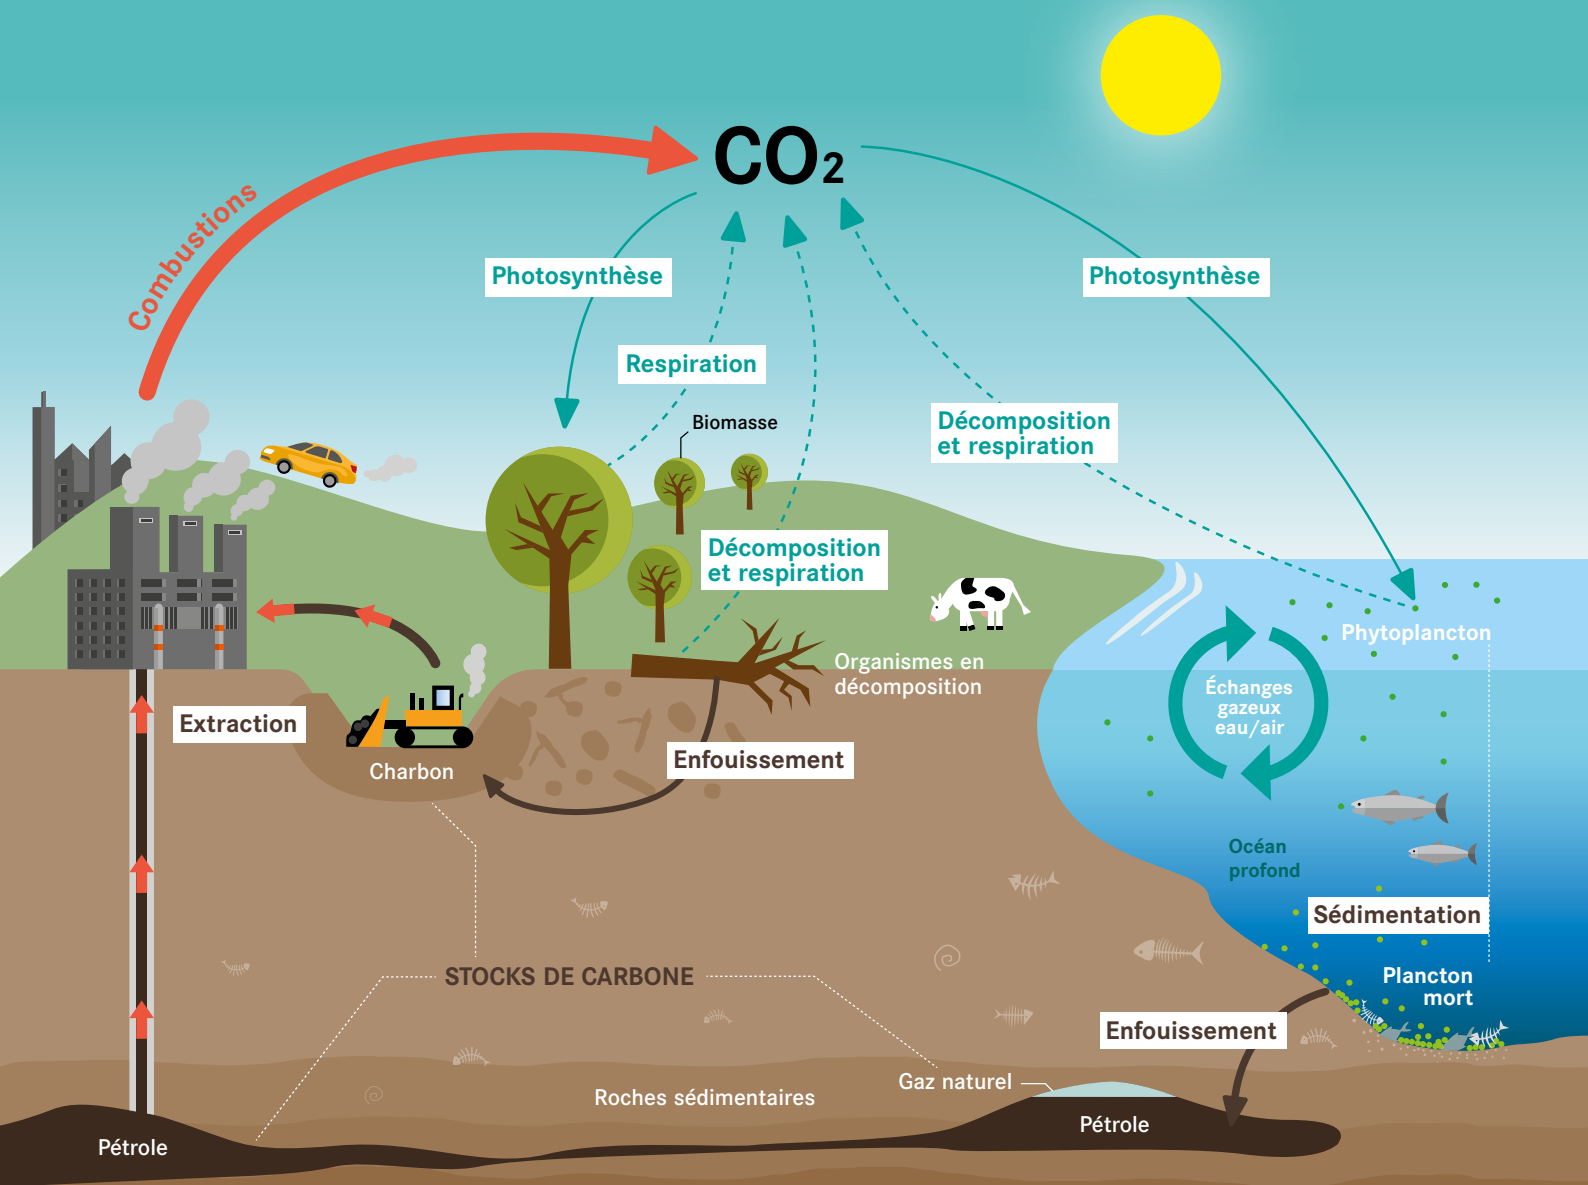 CO2
Combustions
Photosynthèse
Photosynthèse
Respiration
Biomasse
Décomposition
et respiration
Décomposition
et respiration
Phytoplancton
Organismes en
décomposition
Échanges
gazeux
eau/air
Extraction
Charbon
Enfouissement
Océan
profond
Sédimentation
STOCKS DE CARBONE
Plancton
mort
Enfouissement
Gaz naturel
Roches sédimentaires
Pétrole
Pétrole